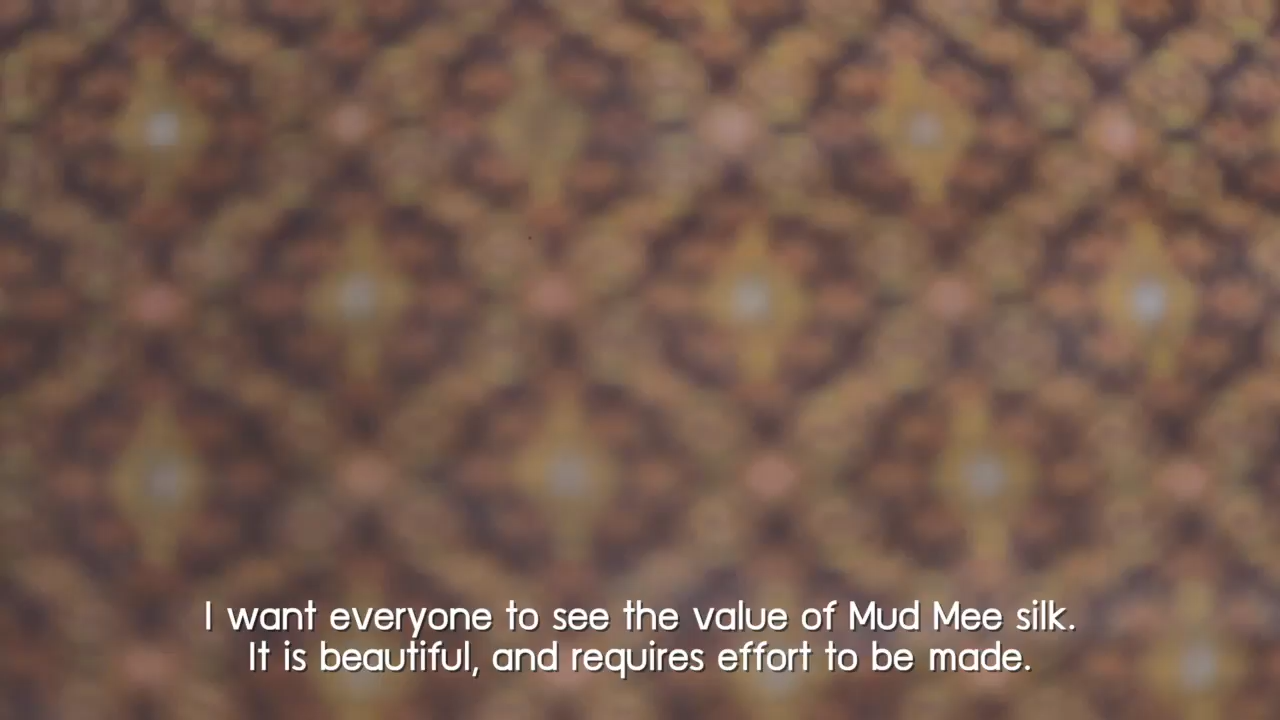 I want everyone to see the value of Mud Mee silk.
It is beautiful, and requires effort to be made.